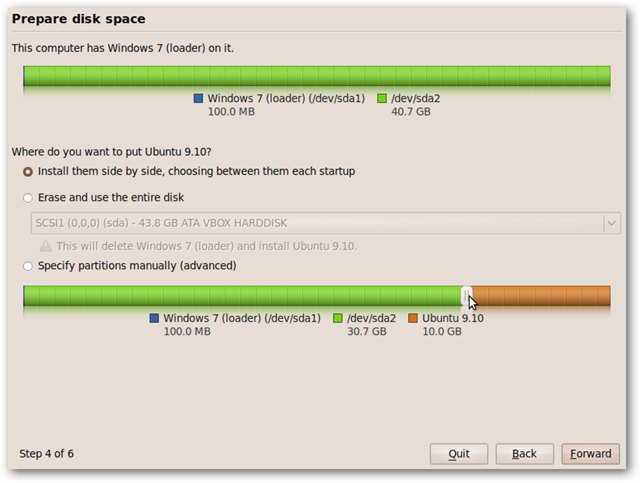 Prepare disk space
This computer has Windows 7 (loader) on it.
Windows 7 (loader) (/dev/sda1) /dev/sda2
100.0 MB 40.7 GB
Where do you want to put Ubuntu 9.10?
Install them side by side, choosing between them each startup
Erase and use the entire disk
SCSI1 (0,0,0) (sda) - 43.8 GB ATA VBOX HARDDISK
This will delete Windows 7 (loader) and install Ubuntu 9.10.
Specify partitions manually (advanced)
Windows 7 (loader) (/dev/sda1) /dev/sda2 Ubuntu 9.10
100.0 MB 30.7 GB 10.0 GB
Step 4 of 6 Quit Back Forward